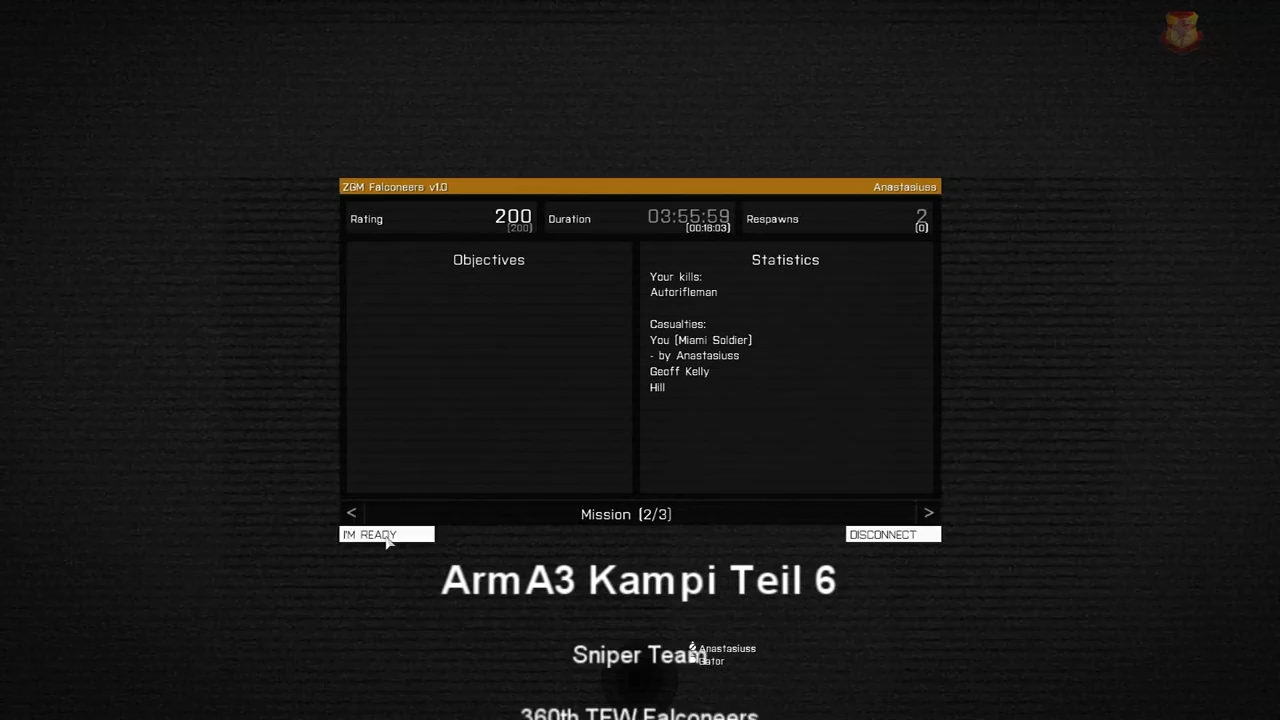 ZGM Falconeers v1.0 Anastasiuss
Rating 200 Duration 03:55:59 Respawns 2
(200) (00:16:03) (0)
Objectives
Statistics
Your kills:
Autorifleman
Casualties:
You (Miami Soldier)
- by Anastasiuss
Geoff Kelly
Hill
< Mission (2/3) >
I'M READY DISCONNECT
ArmA3 Kampi Teil 6
Anastasiuss
Sniper Team
Gator
360th TFW Falconeers